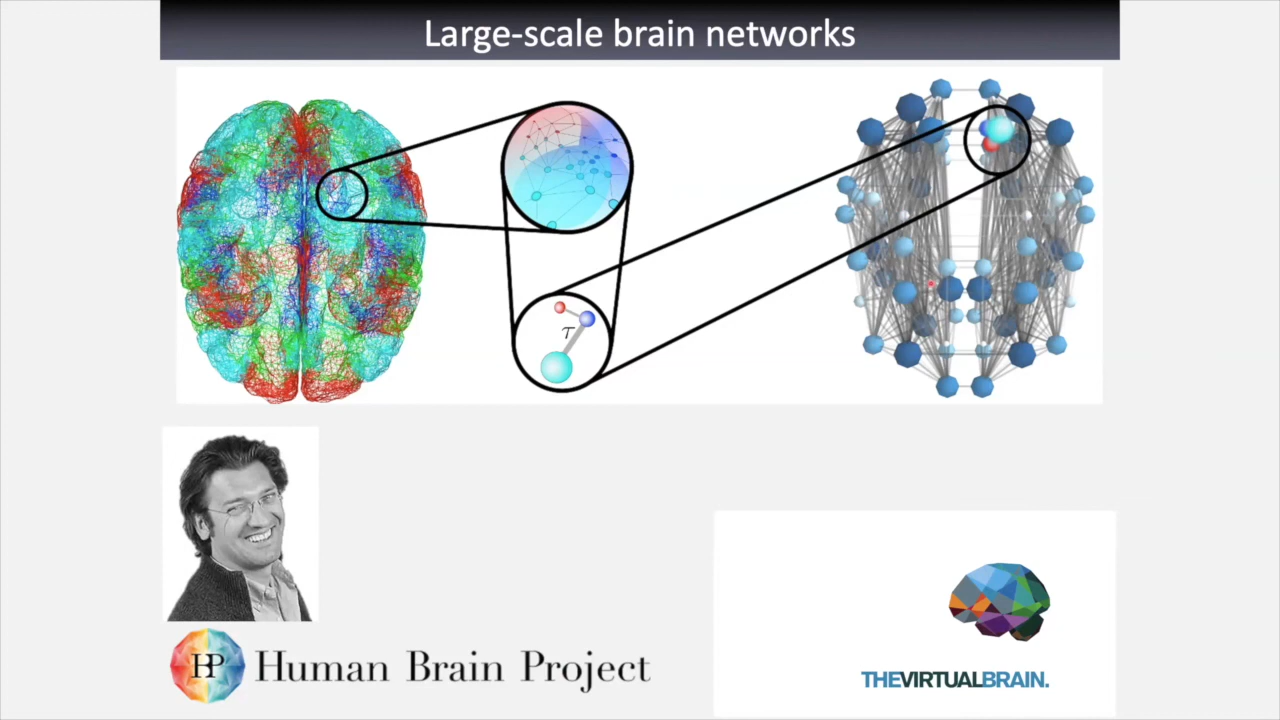 Large-scale brain networks
τ
HBP
Human Brain Project
THEVIRTUALBRAIN.